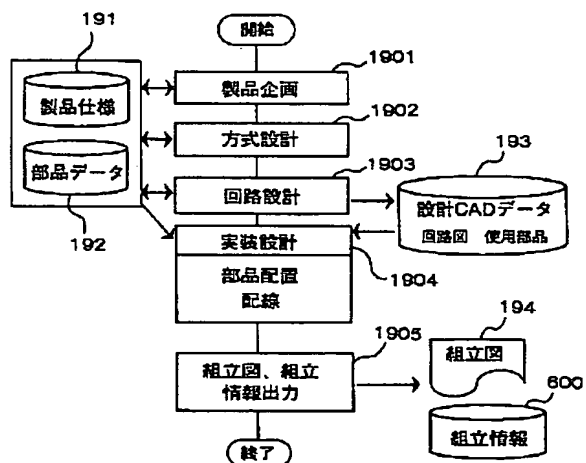 191
開始
1901
製品仕様
製品企画
1902
方式設計
部品データ
1903
193
192
回路設計
設計CADデータ
回路図 使用部品
実装設計
部品配置
配線
1904
1905
194
組立図、組立
情報出力
組立図
600
組立情報
終了